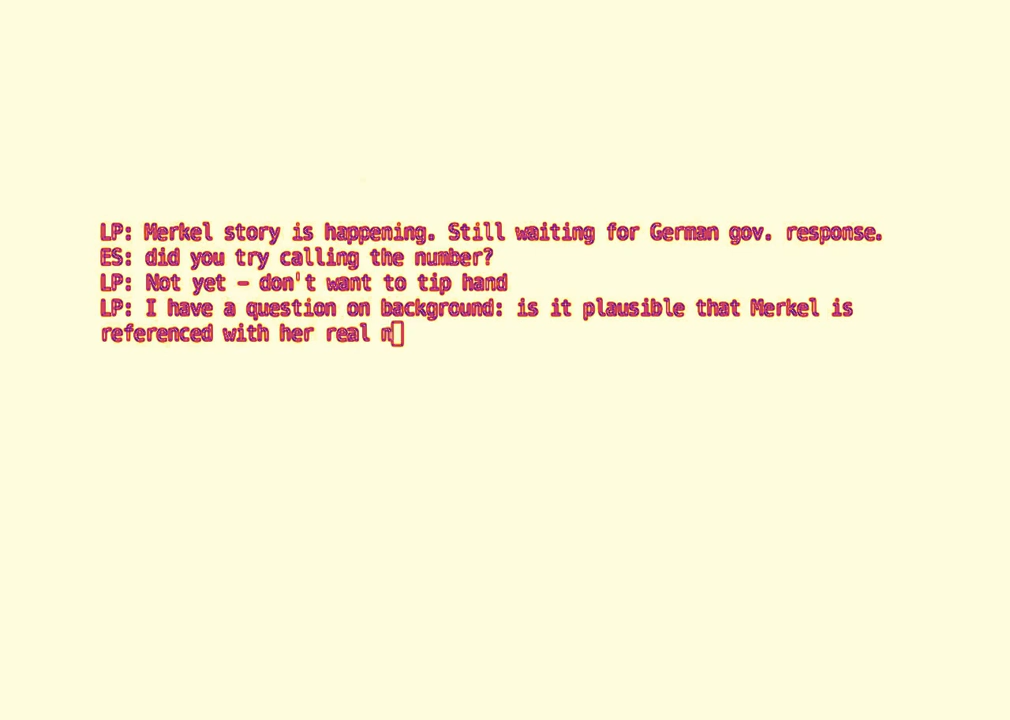 LP: Merkel story is happening. Still waiting for German gov. response.
ES: did you try calling the number?
LP: Not yet – don't want to tip hand
LP: I have a question on background: is it plausible that Merkel is
referenced with her real n